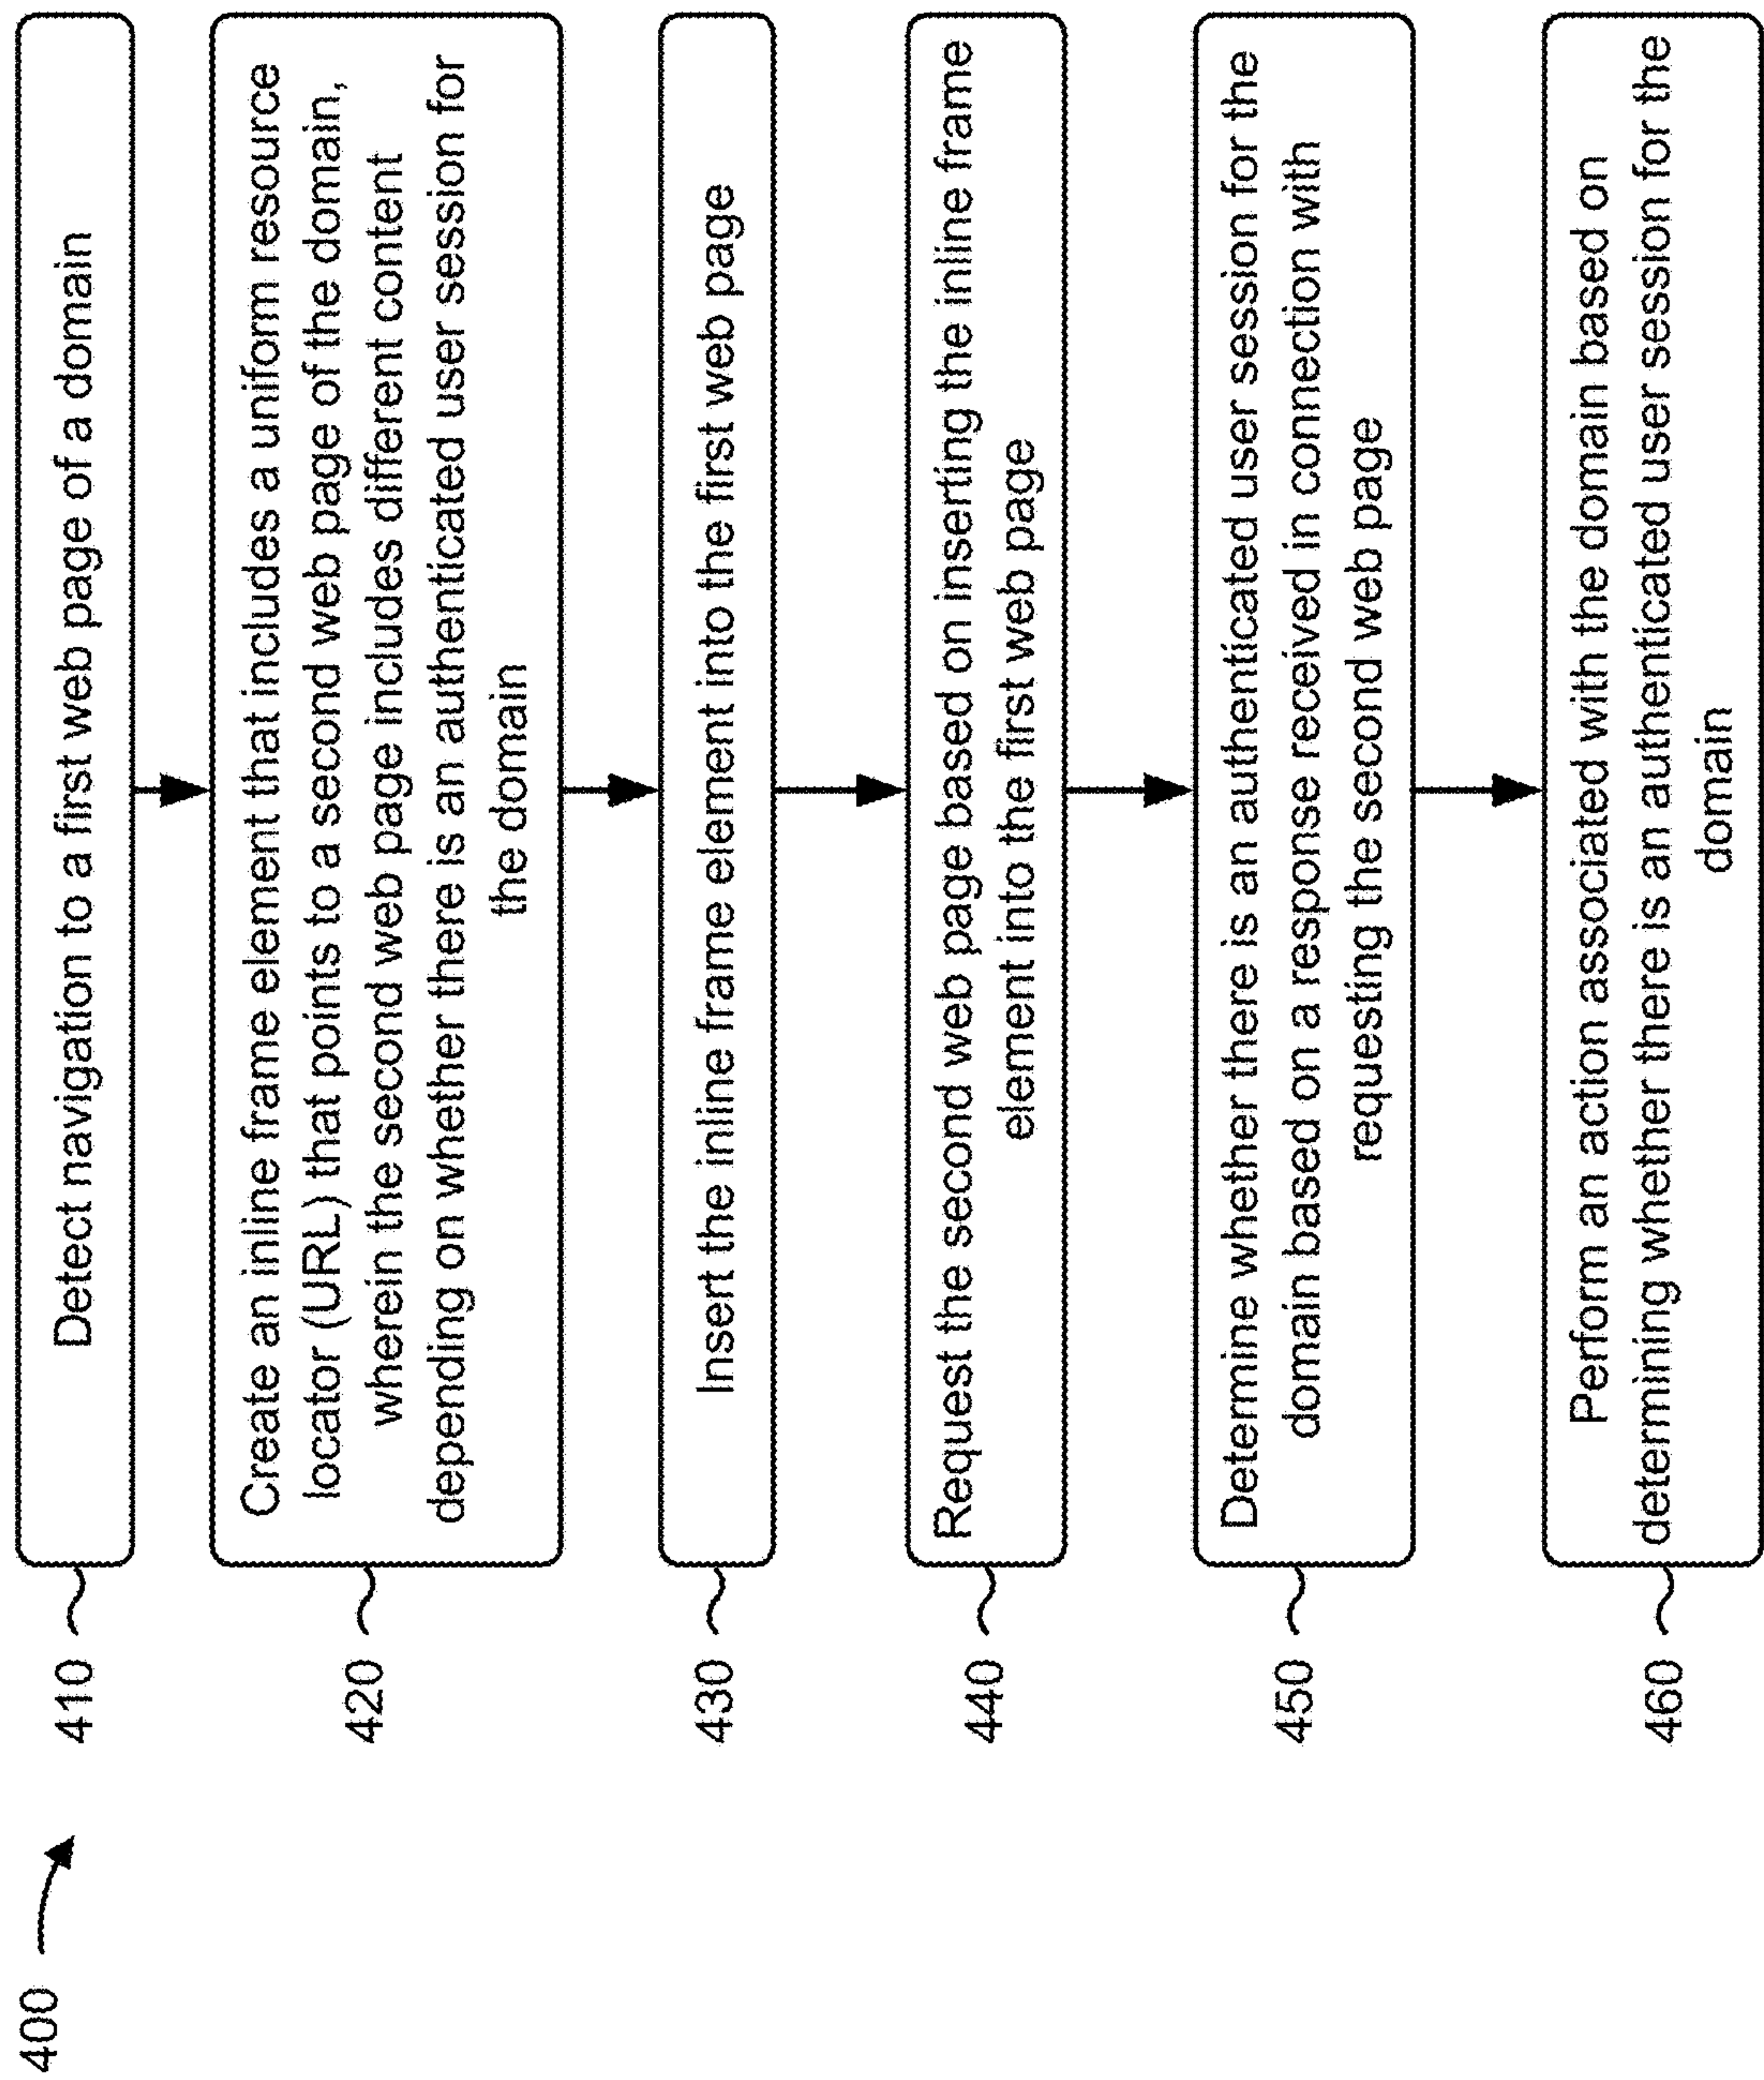 400
410
Detect navigation to a first web page of a domain
420
Create an inline frame element that includes a uniform resource
locator (URL) that points to a second web page of the domain,
wherein the second web page includes different content
depending on whether there is an authenticated user session for
the domain
430
Insert the inline frame element into the first web page
440
Request the second web page based on inserting the inline frame
element into the first web page
450
Determine whether there is an authenticated user session for the
domain based on a response received in connection with
requesting the second web page
460
Perform an action associated with the domain based on
determining whether there is an authenticated user session for the
domain